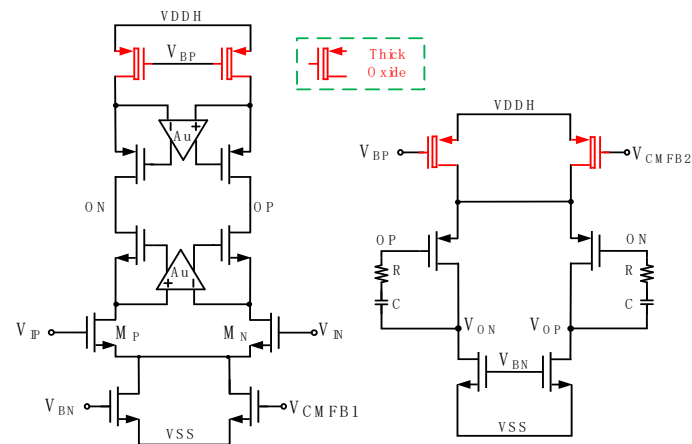 VDDH
VBP
Thick
Oxide
Au
ON
OP
Au
VIP
MP
MN
VIN
VBN
VCMFB1
VSS
VDDH
VBP
VCMFB2
OP
ON
R
R
C
C
VON
VOP
VBN
VSS